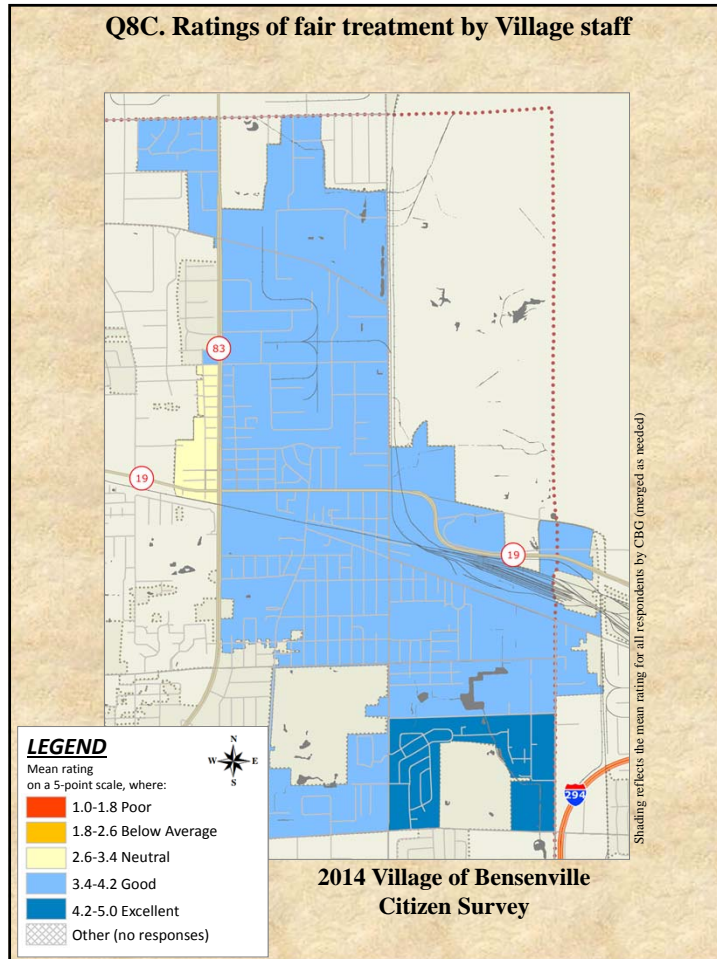 Q8C. Ratings of fair treatment by Village staff
83
19
19
294
Shading reflects the mean rating for all respondents by CBG (merged as needed)
LEGEND
Mean rating
on a 5-point scale, where:
N
W E
S
1.0-1.8 Poor
1.8-2.6 Below Average
2.6-3.4 Neutral
3.4-4.2 Good
4.2-5.0 Excellent
Other (no responses)
2014 Village of Bensenville
Citizen Survey